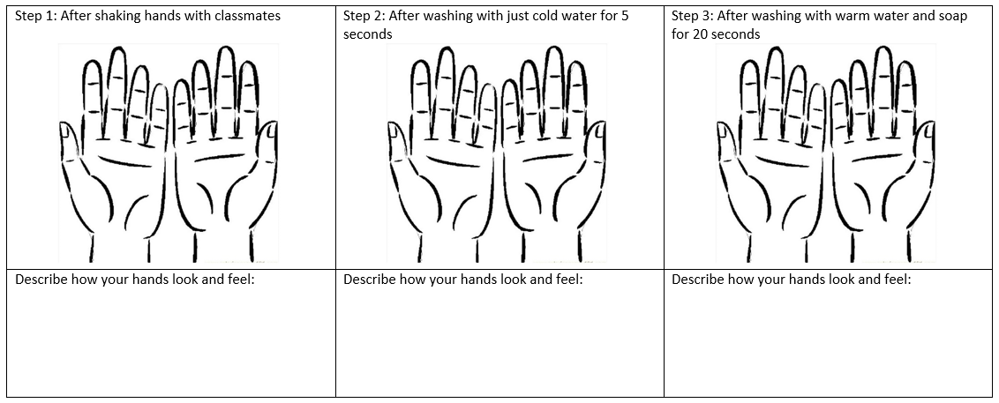 Step 1: After shaking hands with classmates
Step 2: After washing with just cold water for 5
seconds
Step 3: After washing with warm water and soap
for 20 seconds
Describe how your hands look and feel:
Describe how your hands look and feel:
Describe how your hands look and feel: